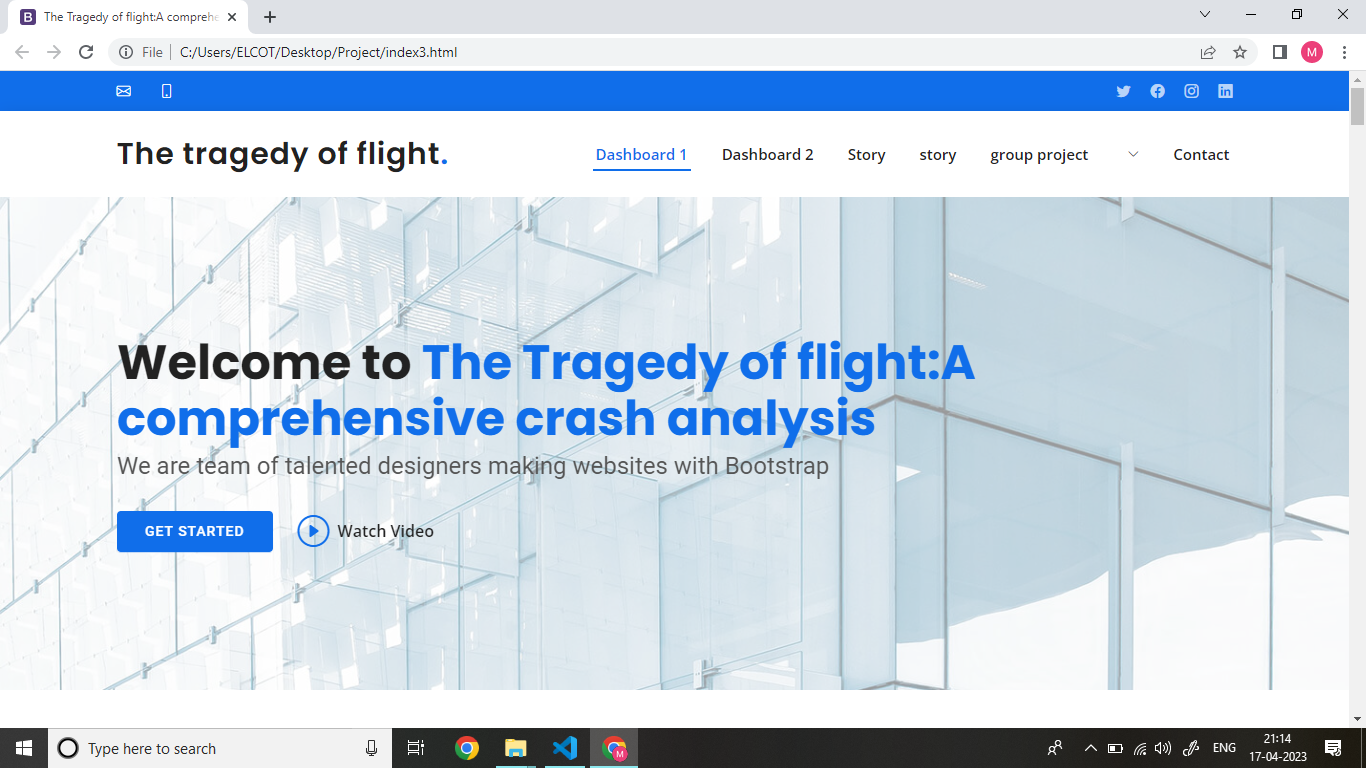 The Tragedy of flight:A comprehe
File C:/Users/ELCOT/Desktop/Project/index3.html
M
The tragedy of flight.
Dashboard 1 Dashboard 2 Story story group project Contact
Welcome to The Tragedy of flight:A
comprehensive crash analysis
We are team of talented designers making websites with Bootstrap
GET STARTED Watch Video
Type here to search
M
ENG
21:14
17-04-2023